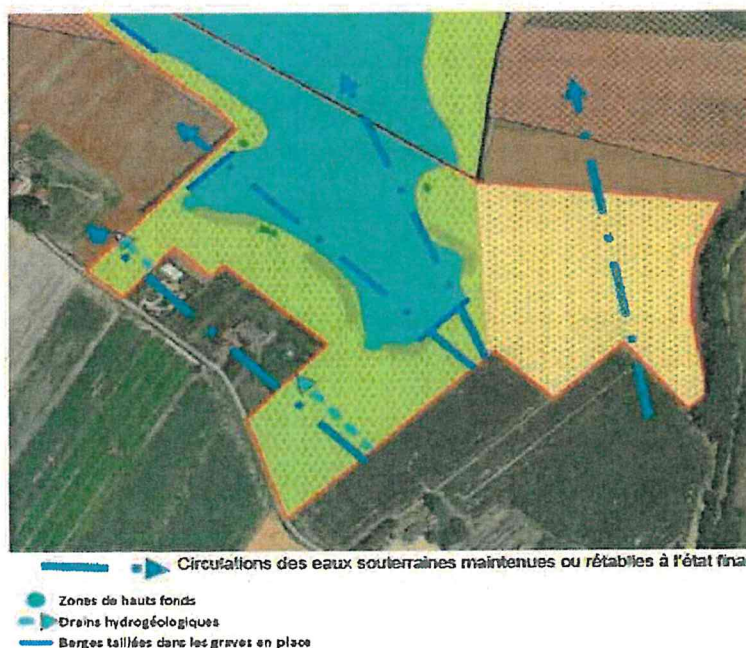 Circulations des eaux souterraines maintenues ou rétablies à l'état fina
Zones de hauts fonds
Drains hydrogéologiques
Berges taillées dans les graves en place